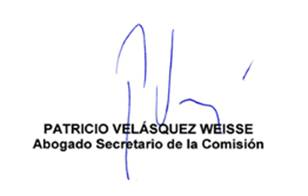 PATRICIO VELÁSQUEZ WEISSE
Abogado Secretario de la Comisión